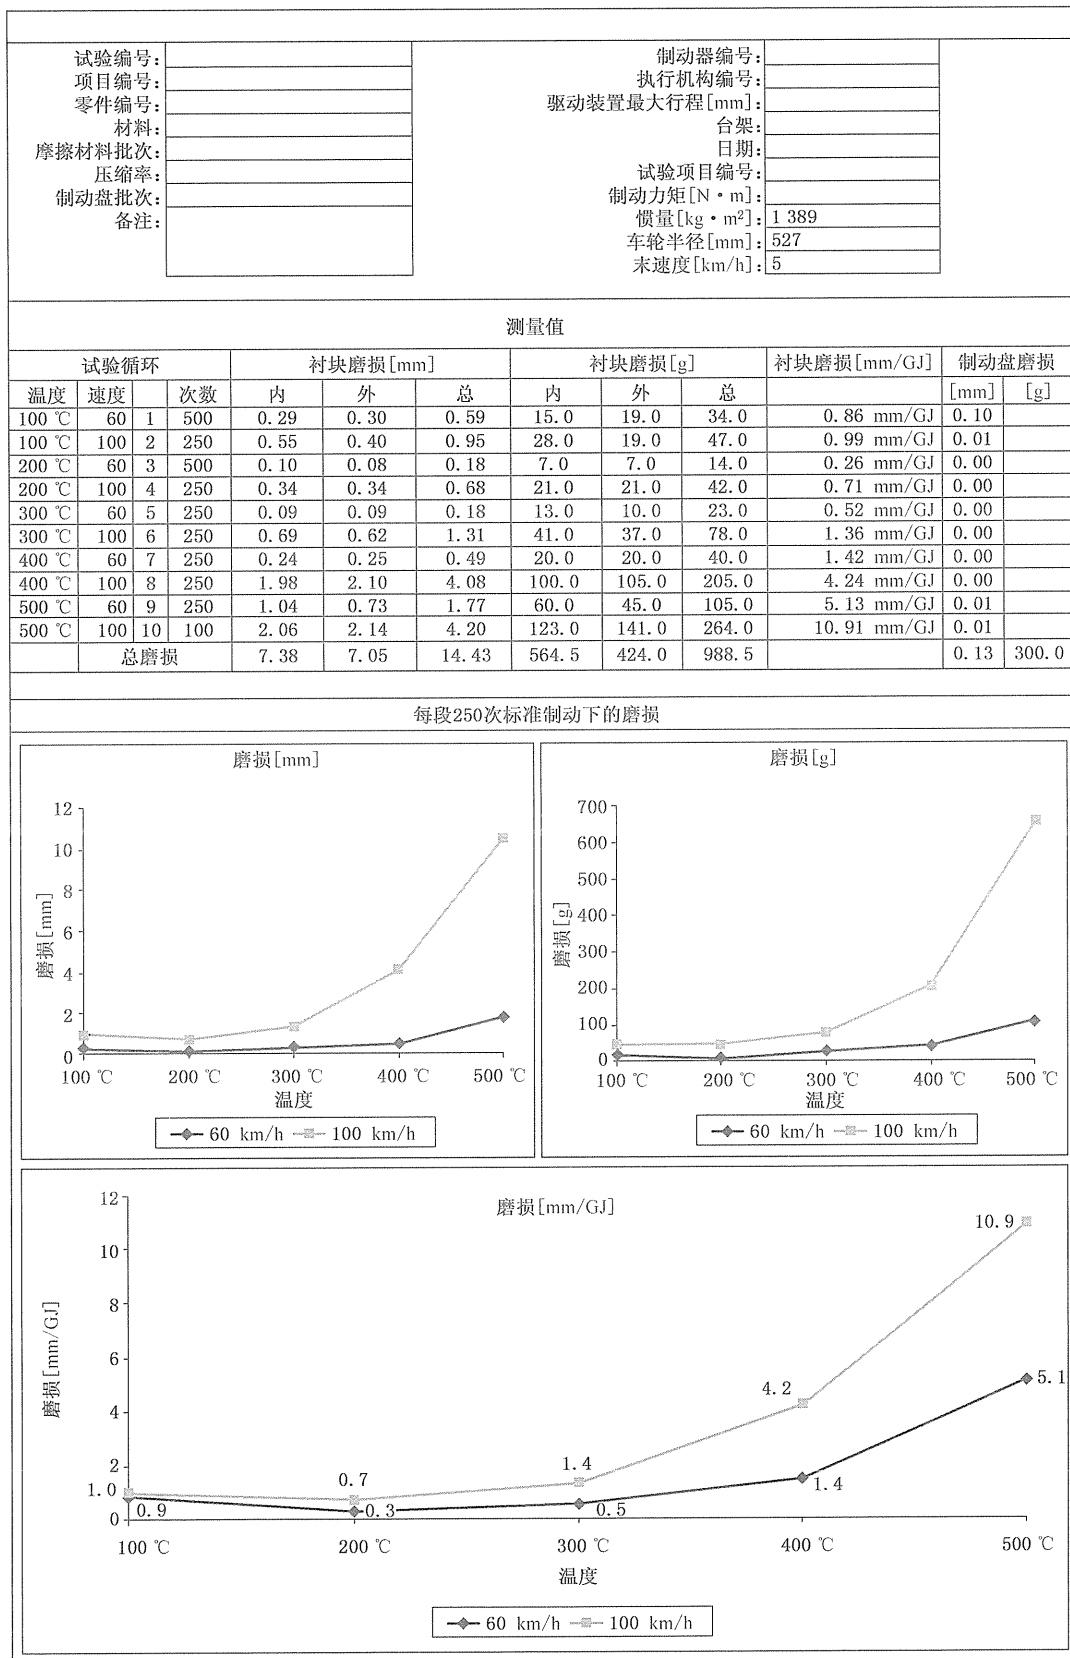 试验编号: 制动器编号:
项目编号: 执行机构编号:
零件编号: 驱动装置最大行程[mm]:
材料: 台架:
摩擦材料批次: 日期:
压缩率: 试验项目编号:
制动盘批次: 制动力矩[N·m]:
备注: 惯量[kg·m²]: 1 389
车轮半径[mm]: 527
末速度[km/h]: 5
测量值
试验循环 衬块磨损[mm] 衬块磨损[g] 衬块磨损[mm/GJ] 制动盘磨损
温度 速度 次数 内 外 总 内 外 总 [mm] [g]
100 ℃ 60 1 500 0.29 0.30 0.59 15.0 19.0 34.0 0.86 mm/GJ 0.10
100 ℃ 100 2 250 0.55 0.40 0.95 28.0 19.0 47.0 0.99 mm/GJ 0.01
200 ℃ 60 3 500 0.10 0.08 0.18 7.0 7.0 14.0 0.26 mm/GJ 0.00
200 ℃ 100 4 250 0.34 0.34 0.68 21.0 21.0 42.0 0.71 mm/GJ 0.00
300 ℃ 60 5 250 0.09 0.09 0.18 13.0 10.0 23.0 0.52 mm/GJ 0.00
300 ℃ 100 6 250 0.69 0.62 1.31 41.0 37.0 78.0 1.36 mm/GJ 0.00
400 ℃ 60 7 250 0.24 0.25 0.49 20.0 20.0 40.0 1.42 mm/GJ 0.00
400 ℃ 100 8 250 1.98 2.10 4.08 100.0 105.0 205.0 4.24 mm/GJ 0.00
500 ℃ 60 9 250 1.04 0.73 1.77 60.0 45.0 105.0 5.13 mm/GJ 0.01
500 ℃ 100 10 100 2.06 2.14 4.20 123.0 141.0 264.0 10.91 mm/GJ 0.01
总磨损 7.38 7.05 14.43 564.5 424.0 988.5 0.13 300.0
每段250次标准制动下的磨损
磨损[mm]
12
10
8
6
4
2
0
磨损[mm]
100 ℃ 200 ℃ 300 ℃ 400 ℃ 500 ℃
温度
60 km/h 100 km/h
磨损[g]
700
600
500
400
300
200
100
0
磨损[g]
100 ℃ 200 ℃ 300 ℃ 400 ℃ 500 ℃
温度
60 km/h 100 km/h
磨损[mm/GJ]
12
10
8
6
4
2
0
磨损[mm/GJ]
10.9
5.1
4.2
1.4
1.4
0.7
1.0
0.9
0.3
0.5
100 ℃ 200 ℃ 300 ℃ 400 ℃ 500 ℃
温度
60 km/h 100 km/h